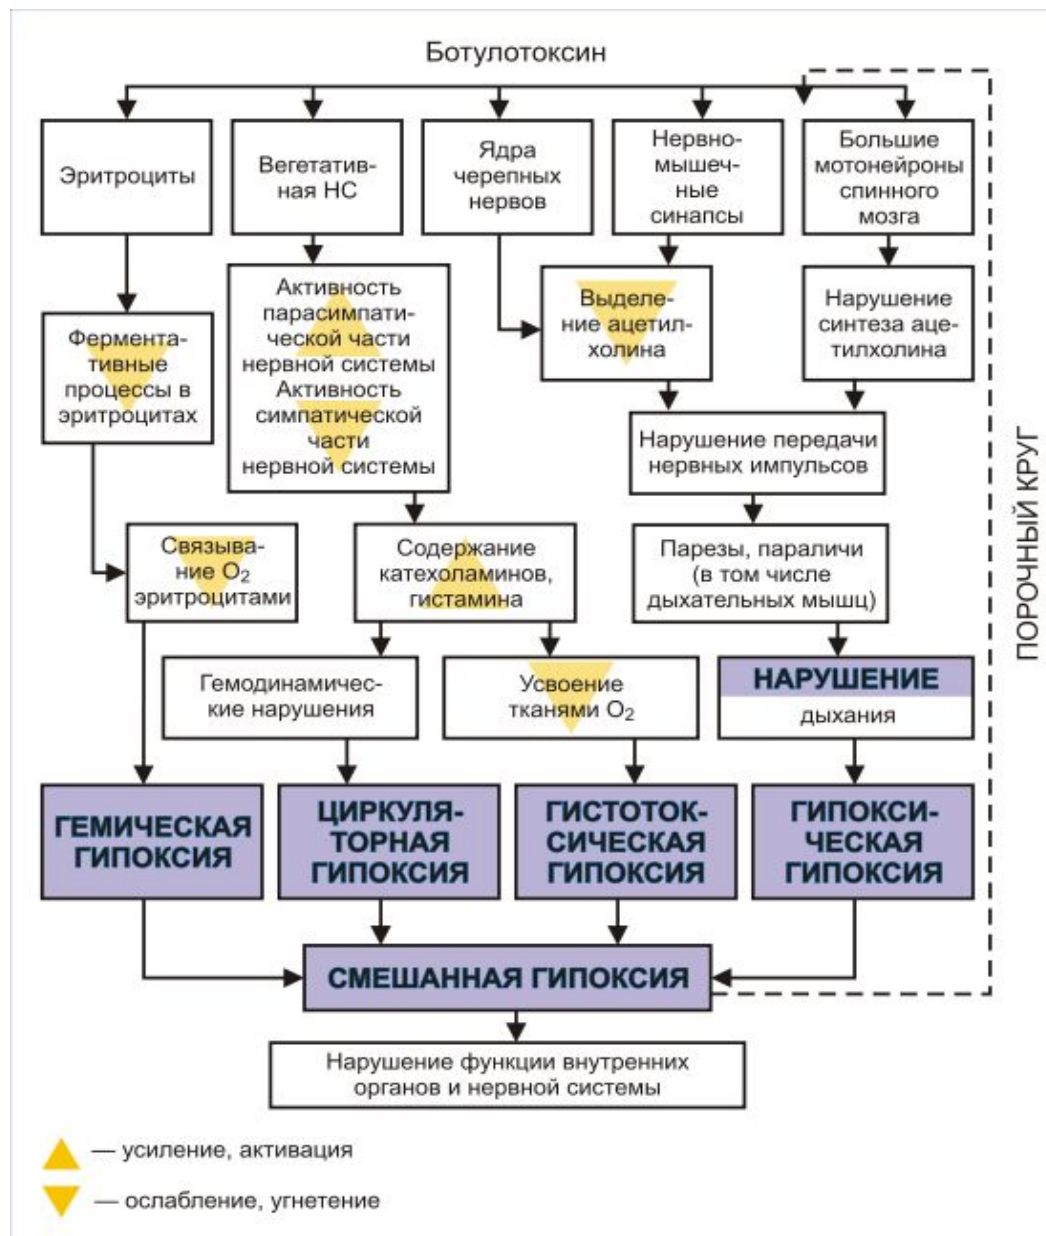 Ботулотоксин
Эритроциты
Вегетатив-
ная НС
Ядра
черепных
нервов
Нервно-
мышеч-
ные
синапсы
Большие
мотонейроны
спинного
мозга
Фермента-
тивные
процессы в
эритроцитах
Активность
парасимпати-
ческой части
нервной системы
Активность
симпатической
части
нервной системы
Выделе-
ние ацетил-
холина
Нарушение
синтеза аце-
тилхолина
Нарушение передачи
нервных импульсов
Связыва-
ние O₂
эритроцитами
Содержание
катехоламинов,
гистамина
Парезы, параличи
(в том числе
дыхательных мышц)
Гемодинамичес-
кие нарушения
Усвоение
тканями O₂
НАРУШЕНИЕ
дыхания
ГЕМИЧЕСКАЯ
ГИПОКСИЯ
ЦИРКУЛЯ-
ТОРНАЯ
ГИПОКСИЯ
ГИСТОТОК-
СИЧЕСКАЯ
ГИПОКСИЯ
ГИПОКСИ-
ЧЕСКАЯ
ГИПОКСИЯ
СМЕШАННАЯ ГИПОКСИЯ
Нарушение функции внутренних
органов и нервной системы
ПОРОЧНЫЙ КРУГ
— усиление, активация
— ослабление, угнетение